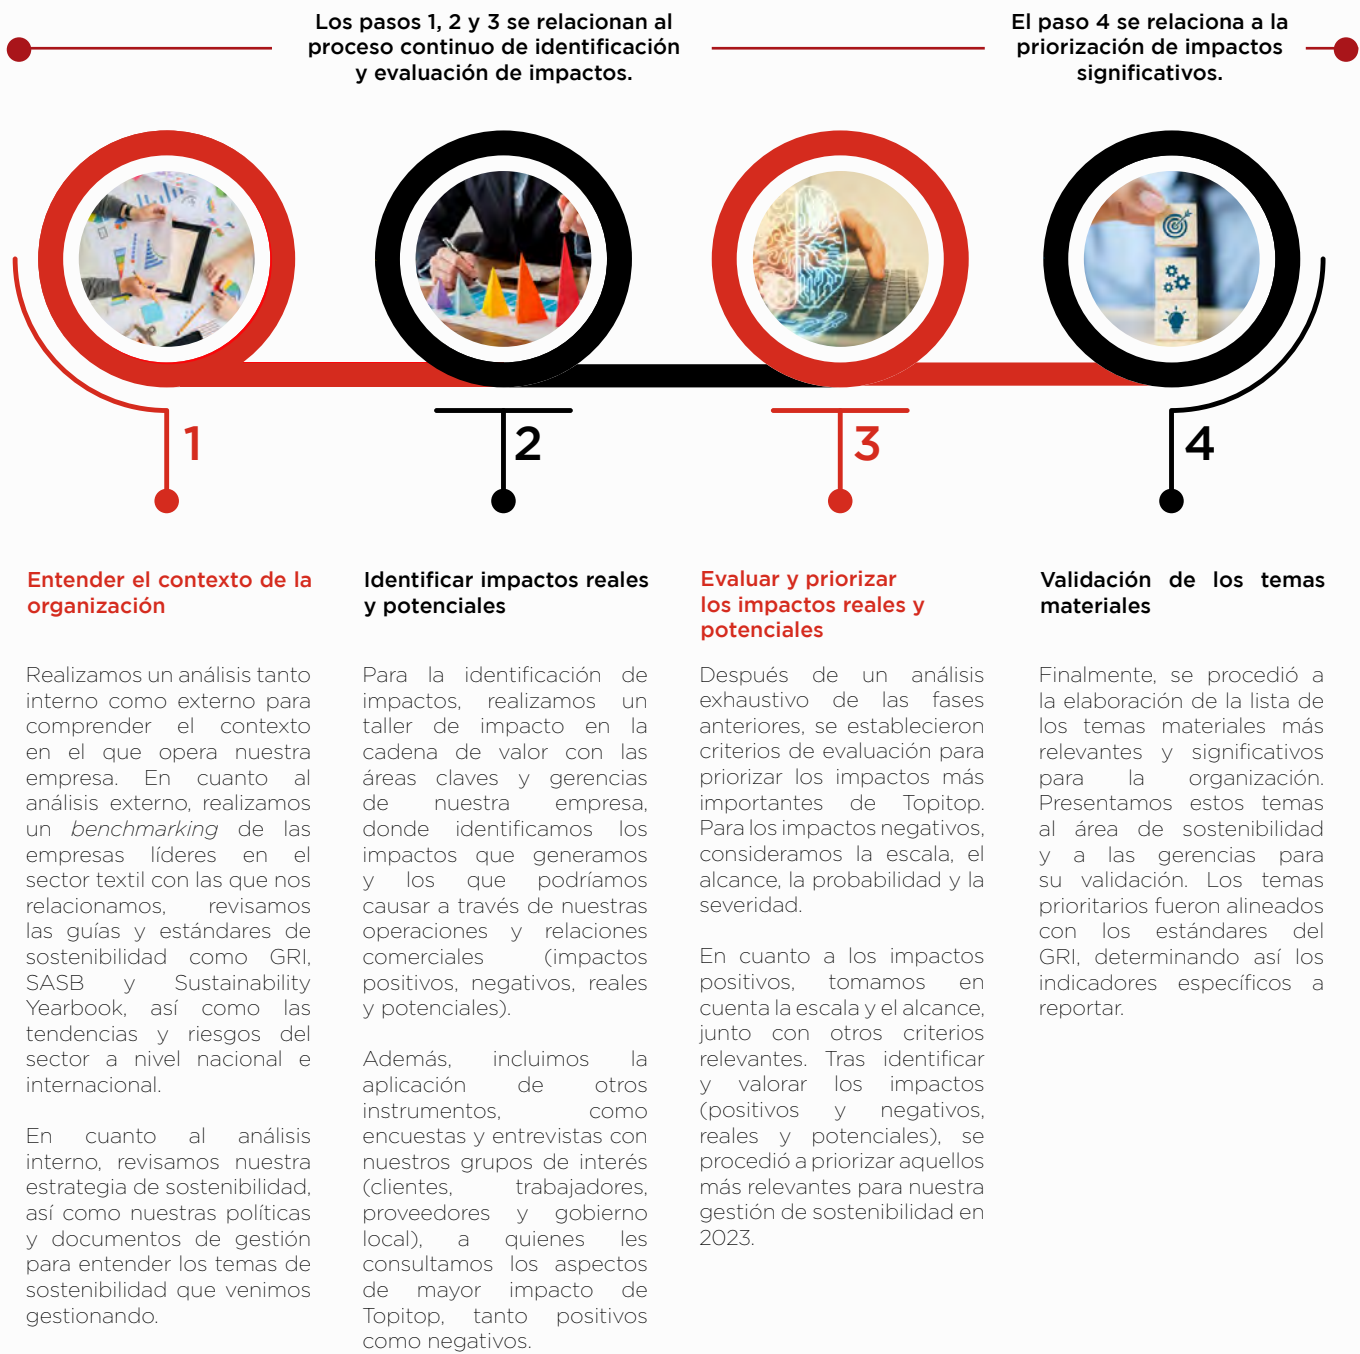 Los pasos 1, 2 y 3 se relacionan al
proceso continuo de identificación
y evaluación de impactos.
El paso 4 se relaciona a la
priorización de impactos
significativos.
1
2
3
4
Entender el contexto de la
organización
Realizamos un análisis tanto
interno como externo para
comprender el contexto
en el que opera nuestra
empresa. En cuanto al
análisis externo, realizamos
un benchmarking de las
empresas líderes en el
sector textil con las que nos
relacionamos, revisamos
las guías y estándares de
sostenibilidad como GRI,
SASB y Sustainability
Yearbook, así como las
tendencias y riesgos del
sector a nivel nacional e
internacional.
En cuanto al análisis
interno, revisamos nuestra
estrategia de sostenibilidad,
así como nuestras políticas
y documentos de gestión
para entender los temas de
sostenibilidad que venimos
gestionando.
Identificar impactos reales
y potenciales
Para la identificación de
impactos, realizamos un
taller de impacto en la
cadena de valor con las
áreas claves y gerencias
de nuestra empresa,
donde identificamos los
impactos que generamos
y los que podríamos
causar a través de nuestras
operaciones y relaciones
comerciales (impactos
positivos, negativos, reales
y potenciales).
Además, incluimos la
aplicación de otros
instrumentos, como
encuestas y entrevistas con
nuestros grupos de interés
(clientes, trabajadores,
proveedores y gobierno
local), a quienes les
consultamos los aspectos
de mayor impacto de
Topitop, tanto positivos
como negativos.
Evaluar y priorizar
los impactos reales y
potenciales
Después de un análisis
exhaustivo de las fases
anteriores, se establecieron
criterios de evaluación para
priorizar los impactos más
importantes de Topitop.
Para los impactos negativos,
consideramos la escala, el
alcance, la probabilidad y la
severidad.
En cuanto a los impactos
positivos, tomamos en
cuenta la escala y el alcance,
junto con otros criterios
relevantes. Tras identificar
y valorar los impactos
(positivos y negativos,
reales y potenciales), se
procedió a priorizar aquellos
más relevantes para nuestra
gestión de sostenibilidad en
2023.
Validación de los temas
materiales
Finalmente, se procedió a
la elaboración de la lista de
los temas materiales más
relevantes y significativos
para la organización.
Presentamos estos temas
al área de sostenibilidad
y a las gerencias para
su validación. Los temas
prioritarios fueron alineados
con los estándares del
GRI, determinando así los
indicadores específicos a
reportar.